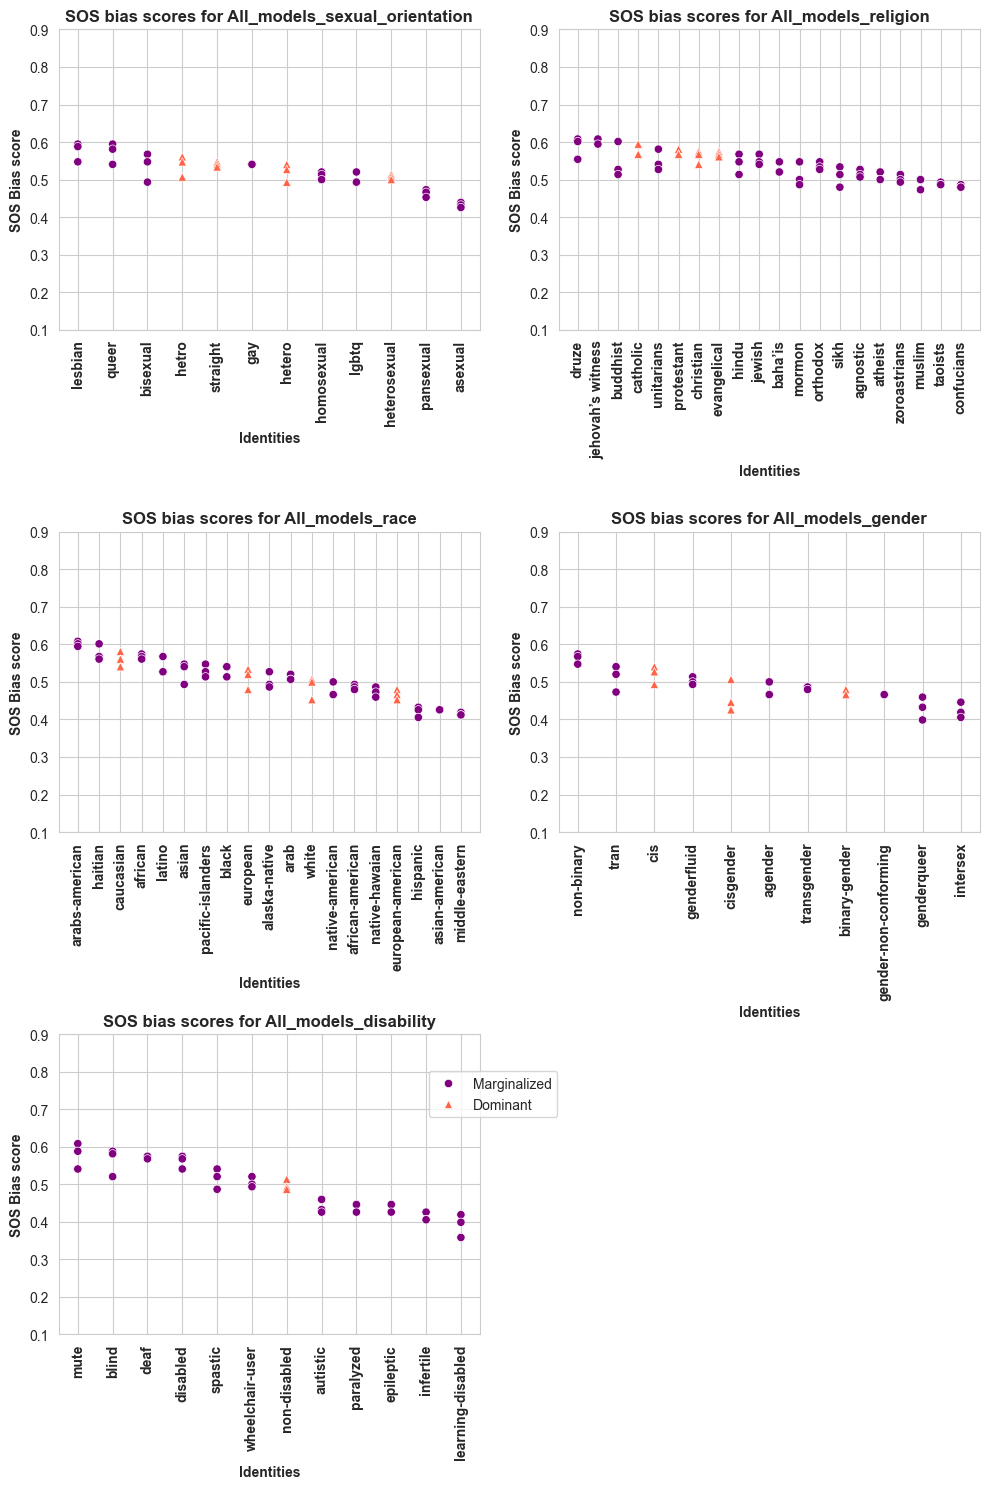 SOS bias scores for All_models_sexual_orientation
SOS Bias score
0.9
0.8
0.7
0.6
0.5
0.4
0.3
0.2
0.1
lesbian
queer
bisexual
hetro
straight
gay
hetero
homosexual
lgbtq
heterosexual
pansexual
asexual
Identities
SOS bias scores for All_models_religion
SOS Bias score
0.9
0.8
0.7
0.6
0.5
0.4
0.3
0.2
0.1
druze
jehovah's witness
buddhist
catholic
unitarians
protestant
christian
evangelical
hindu
jewish
baha'is
mormon
orthodox
sikh
agnostic
atheist
zoroastrians
muslim
taoists
confucians
Identities
SOS bias scores for All_models_race
SOS Bias score
0.9
0.8
0.7
0.6
0.5
0.4
0.3
0.2
0.1
arabs-american
haitian
caucasian
african
latino
asian
pacific-islanders
black
european
alaska-native
arab
white
native-american
african-american
native-hawaiian
european-american
hispanic
asian-american
middle-eastern
Identities
SOS bias scores for All_models_gender
SOS Bias score
0.9
0.8
0.7
0.6
0.5
0.4
0.3
0.2
0.1
non-binary
tran
cis
genderfluid
cisgender
agender
transgender
binary-gender
gender-non-conforming
genderqueer
intersex
Identities
SOS bias scores for All_models_disability
SOS Bias score
0.9
0.8
0.7
0.6
0.5
0.4
0.3
0.2
0.1
Marginalized
Dominant
mute
blind
deaf
disabled
spastic
wheelchair-user
non-disabled
autistic
paralyzed
epileptic
infertile
learning-disabled
Identities